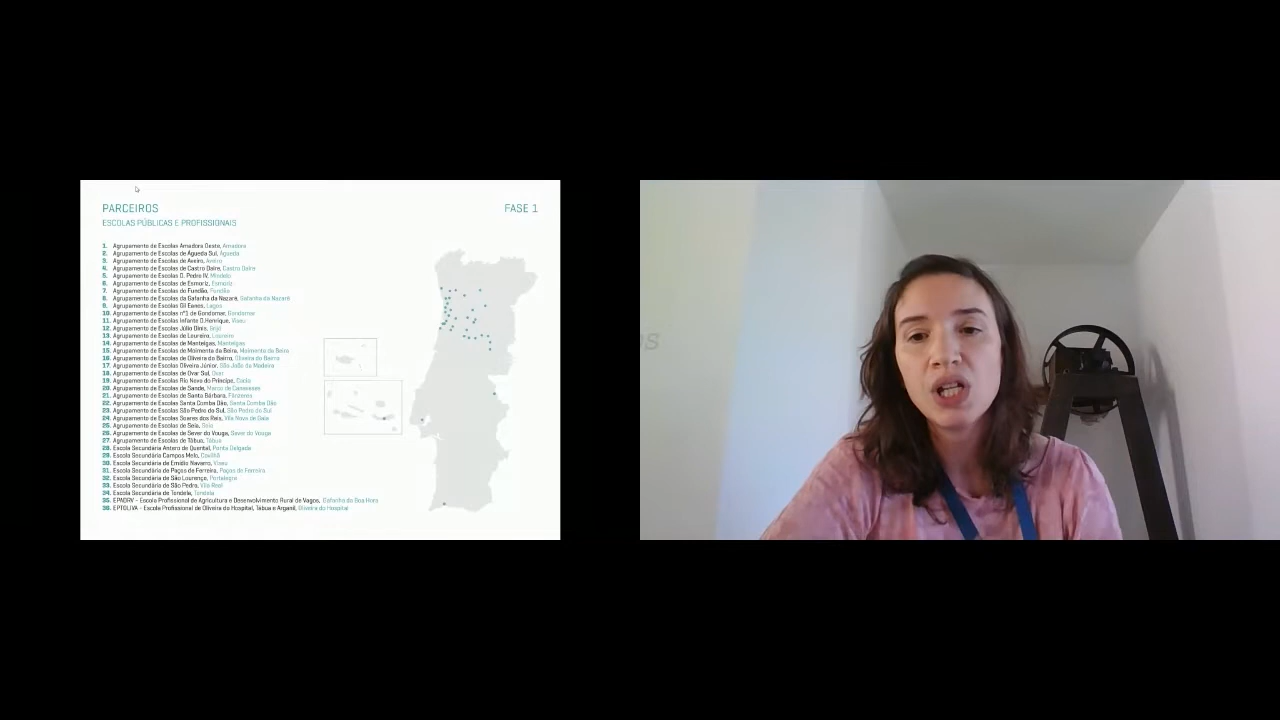 PARCEIROS
FASE 1
ESCOLAS PÚBLICAS E PROFISSIONAIS
1. Agrupamento de Escolas Amadora Oeste, Amadora
2. Agrupamento de Escolas de Águeda Sul, Águeda
3. Agrupamento de Escolas de Aveiro, Aveiro
4. Agrupamento de Escolas de Castro Daire, Castro Daire
5. Agrupamento de Escolas D. Pedro IV, Mindelo
6. Agrupamento de Escolas de Esmoriz, Esmoriz
7. Agrupamento de Escolas do Fundão, Fundão
8. Agrupamento de Escolas da Gafanha da Nazaré, Gafanha da Nazaré
9. Agrupamento de Escolas Gil Eanes, Lagos
10. Agrupamento de Escolas nº1 de Gondomar, Gondomar
11. Agrupamento de Escolas Infante D.Henrique, Viseu
12. Agrupamento de Escolas Júlio Dinis, Grijó
13. Agrupamento de Escolas de Loureiro, Loureiro
14. Agrupamento de Escolas de Manteigas, Manteigas
15. Agrupamento de Escolas de Moimenta da Beira, Moimenta da Beira
16. Agrupamento de Escolas de Oliveira do Bairro, Oliveira do Bairro
17. Agrupamento de Escolas Oliveira Júnior, São João da Madeira
18. Agrupamento de Escolas de Ovar Sul, Ovar
19. Agrupamento de Escolas Rio Novo do Príncipe, Cacia
20. Agrupamento de Escolas de Sande, Marco de Canaveses
21. Agrupamento de Escolas de Santa Bárbara, Fânzeres
22. Agrupamento de Escolas Santa Comba Dão, Santa Comba Dão
23. Agrupamento de Escolas São Pedro do Sul, São Pedro do Sul
24. Agrupamento de Escolas Soares dos Reis, Vila Nova de Gaia
25. Agrupamento de Escolas de Seia, Seia
26. Agrupamento de Escolas de Sever do Vouga, Sever do Vouga
27. Agrupamento de Escolas de Tábua, Tábua
28. Escola Secundária Antero de Quental, Ponta Delgada
29. Escola Secundária Campos Melo, Covilhã
30. Escola Secundária de Emídio Navarro, Viseu
31. Escola Secundária de Paços de Ferreira, Paços de Ferreira
32. Escola Secundária de São Lourenço, Portalegre
33. Escola Secundária de São Pedro, Vila Real
34. Escola Secundária de Tondela, Tondela
35. EPADRV - Escola Profissional de Agricultura e Desenvolvimento Rural de Vagos, Gafanha da Boa Hora
36. EPTOLIVA - Escola Profissional de Oliveira do Hospital, Tábua e Arganil, Oliveira do Hospital